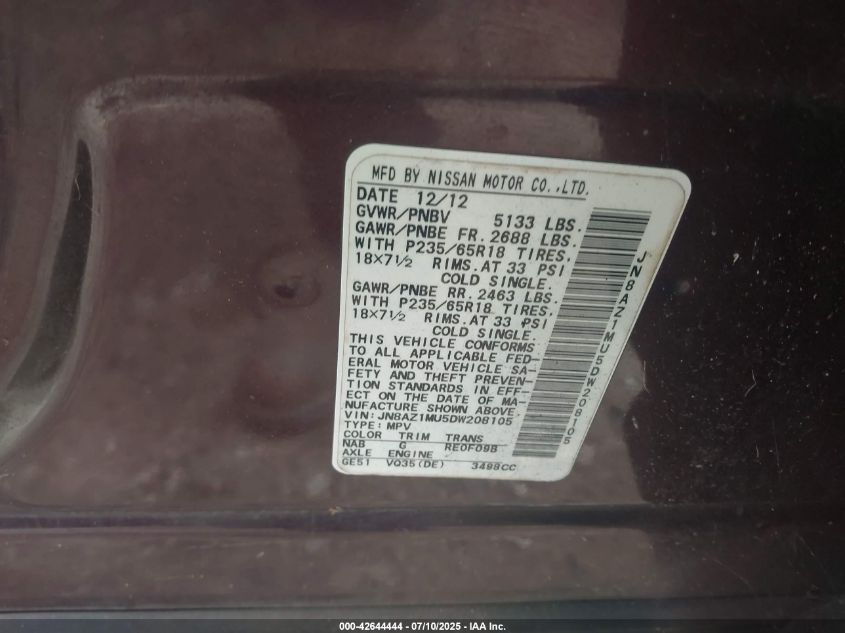 MFD BY NISSAN MOTOR CO.,LTD.
DATE 12/12
GVWR/PNBV 5133 LBS.
GAWR/PNBE FR. 2688 LBS.
WITH P235/65R18 TIRES.
18×7½ RIMS.AT 33 PSI
COLD SINGLE.
GAWR/PNBE RR. 2463 LBS.
WITH P235/65R18 TIRES.
18×7½ RIMS.AT 33 PSI
COLD SINGLE.
THIS VEHICLE CONFORMS
TO ALL APPLICABLE FED-
ERAL MOTOR VEHICLE SA-
FETY AND THEFT PREVEN-
TION STANDARDS IN EFF-
ECT ON THE DATE OF MA-
NUFACTURE SHOWN ABOVE.
VIN:JN8AZ1MU5DW208105
TYPE:MPV
COLOR TRIM TRANS
NAB G RE0F09B
AXLE ENGINE
GE51 VQ35(DE) 3498CC
JN8AZ1MU5DW208105
000-42644444 - 07/10/2025 - IAA Inc.